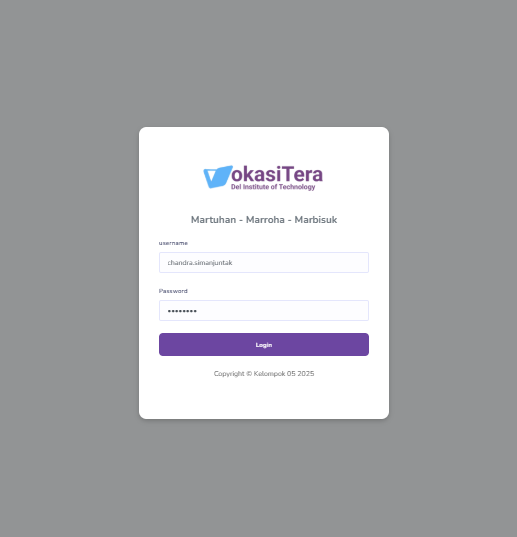 VokasiTera
Del Institute of Technology
Martuhan - Marroha - Marbisuk
username
chandra.simanjuntak
Password
••••••••
Login
Copyright © Kelompok 05 2025